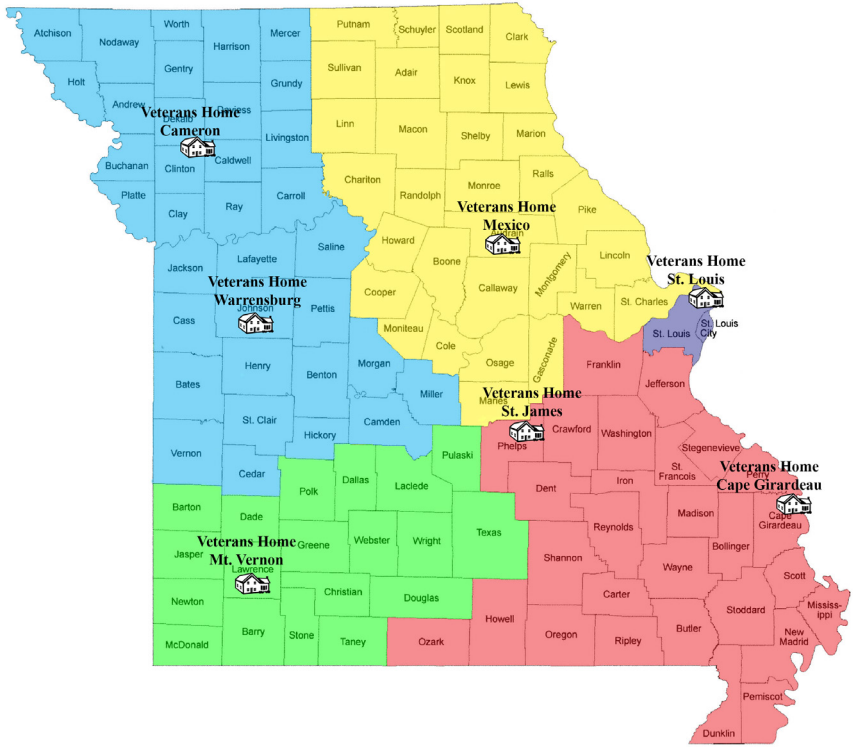 Worth
Mercer
Putnam
Schuyler
Scotland
Clark
Atchison
Nodaway
Harrison
Sullivan
Adair
Knox
Lewis
Holt
Gentry
Grundy
Andrew
Daviess
Dekalb
Veterans Home
Cameron
Livingston
Linn
Macon
Shelby
Marion
Buchanan
Clinton
Caldwell
Chariton
Randolph
Monroe
Ralls
Platte
Clay
Ray
Carroll
Pike
Veterans Home
Mexico
Audrain
Howard
Boone
Callaway
Montgomery
Lincoln
Jackson
Lafayette
Saline
Veterans Home
Warrensburg
Johnson
Pettis
Cooper
Moniteau
Warren
St. Charles
Veterans Home
St. Louis
St. Louis
St. Louis
City
Cass
Henry
Benton
Morgan
Cole
Osage
Gasconade
Franklin
Jefferson
Bates
St. Clair
Hickory
Camden
Miller
Maries
Veterans Home
St. James
Phelps
Crawford
Washington
Stegenevieve
St.
Francois
Perry
Veterans Home
Cape Girardeau
Cape
Girardeau
Vernon
Cedar
Polk
Dallas
Laclede
Pulaski
Dent
Iron
Madison
Bollinger
Barton
Dade
Greene
Webster
Wright
Texas
Reynolds
Shannon
Wayne
Scott
Jasper
Veterans Home
Mt. Vernon
Lawrence
Christian
Douglas
Carter
Stoddard
Mississ-
ippi
Newton
McDonald
Barry
Stone
Taney
Ozark
Howell
Oregon
Ripley
Butler
New
Madrid
Pemiscot
Dunklin